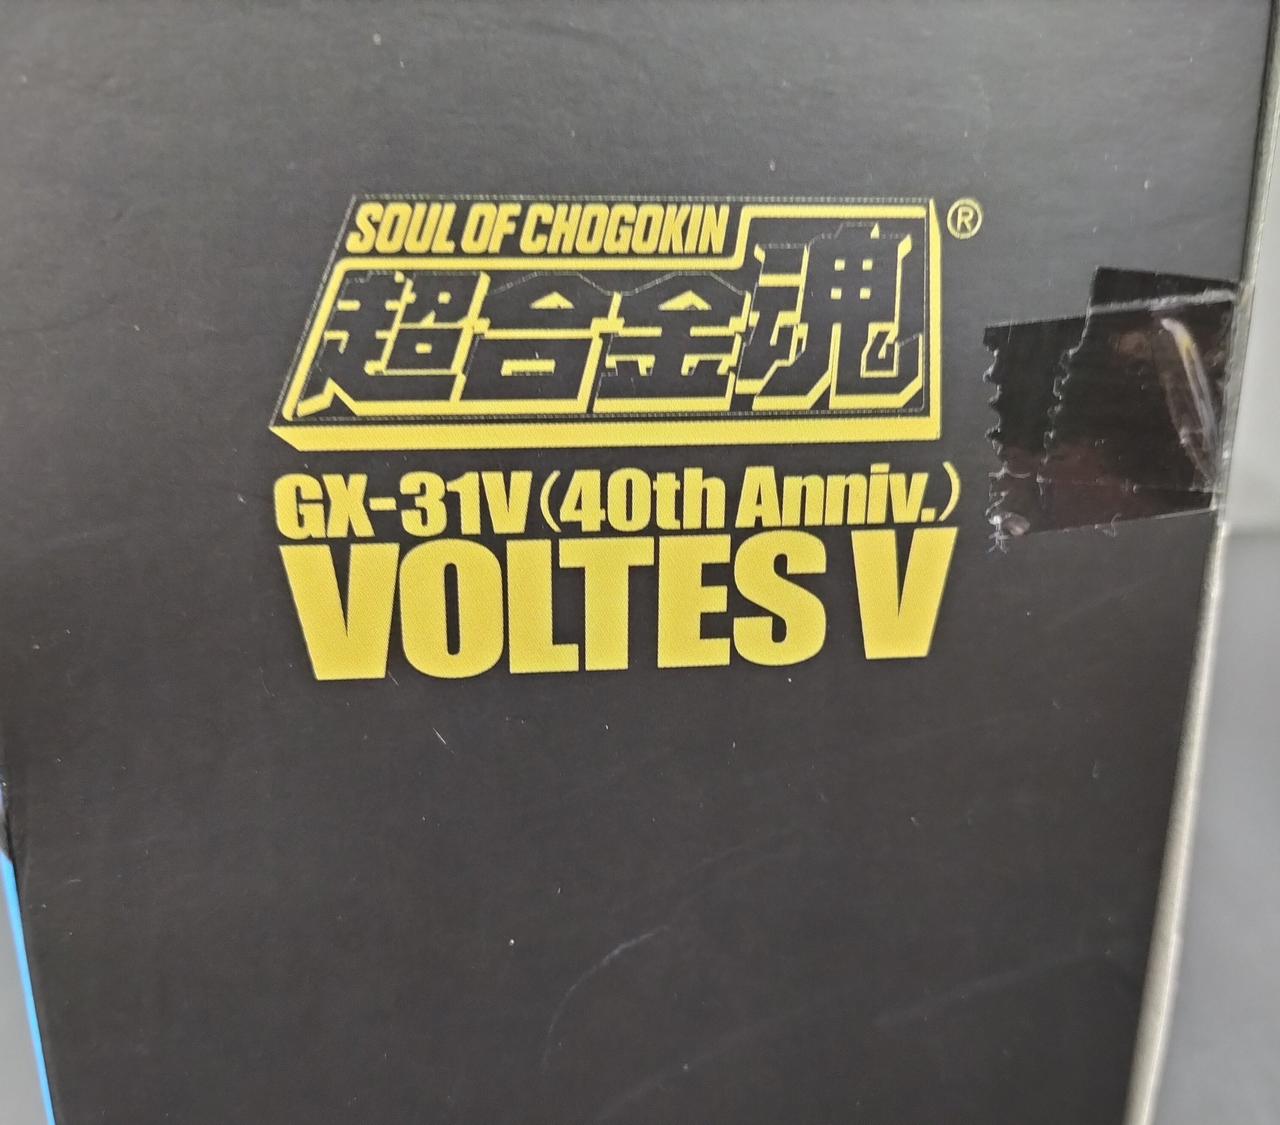 SOUL OF CHOGOKIN
超合金魂 ®
GX-31V (40th Anniv.)
VOLTES V